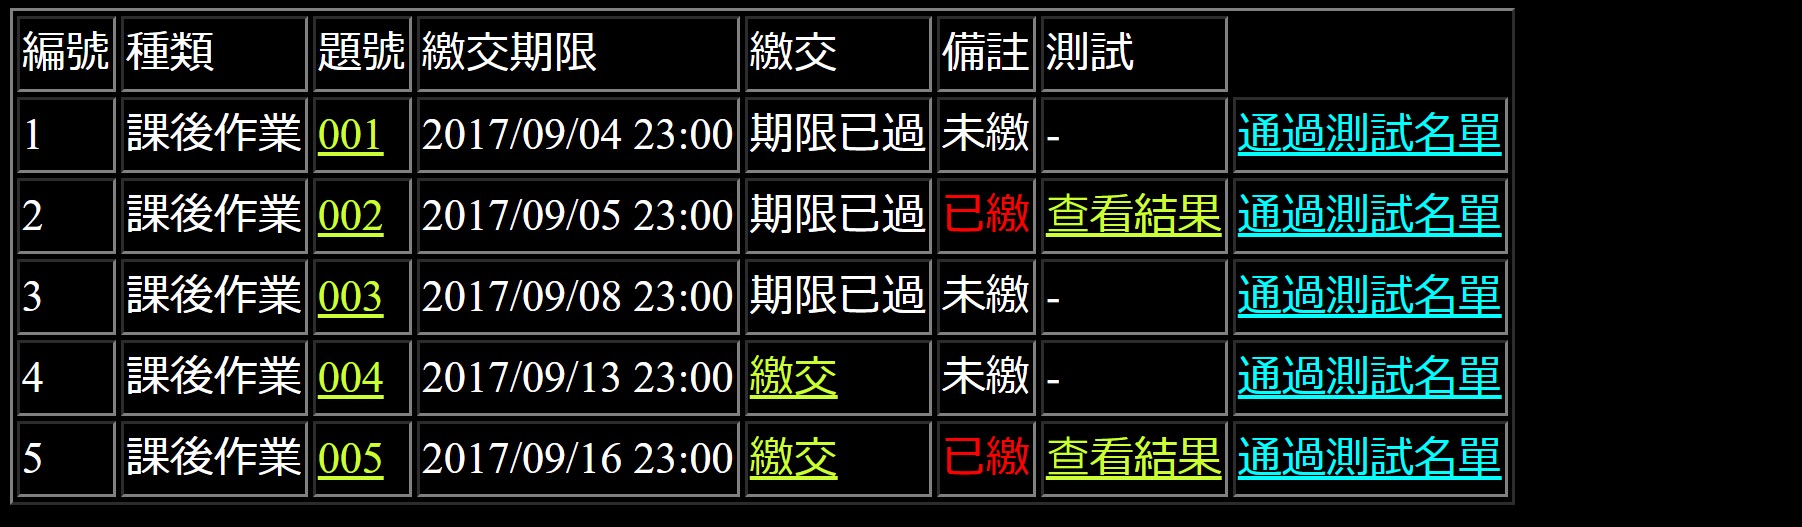 編號 種類 題號 繳交期限 繳交 備註 測試
1 課後作業 001 2017/09/04 23:00 期限已過 未繳 - 通過測試名單
2 課後作業 002 2017/09/05 23:00 期限已過 已繳 查看結果 通過測試名單
3 課後作業 003 2017/09/08 23:00 期限已過 未繳 - 通過測試名單
4 課後作業 004 2017/09/13 23:00 繳交 未繳 - 通過測試名單
5 課後作業 005 2017/09/16 23:00 繳交 已繳 查看結果 通過測試名單